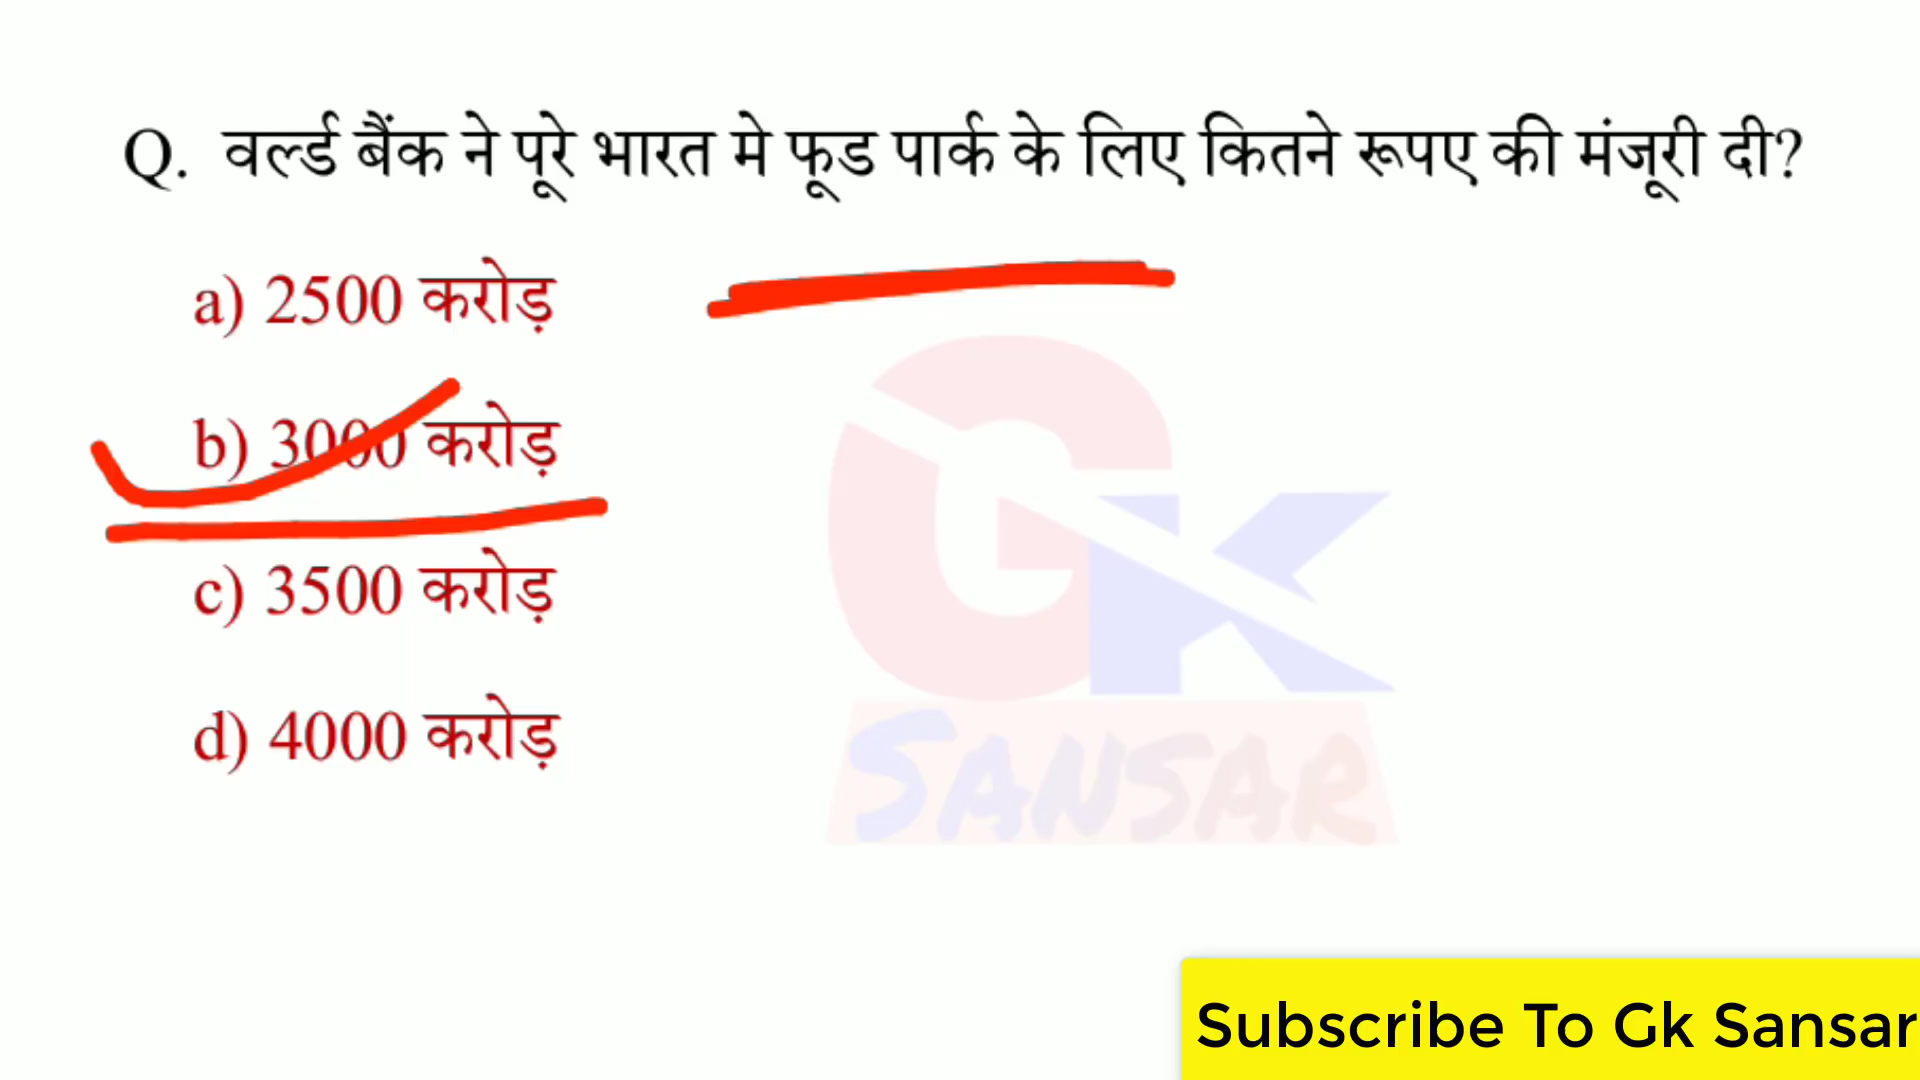 Q. वर्ल्ड बैंक ने पूरे भारत मे फूड पार्क के लिए कितने रूपए की मंजूरी दी?
a) 2500 करोड़
b) 3000 करोड़
c) 3500 करोड़
d) 4000 करोड़
GK
SANSAR
Subscribe To Gk Sansar